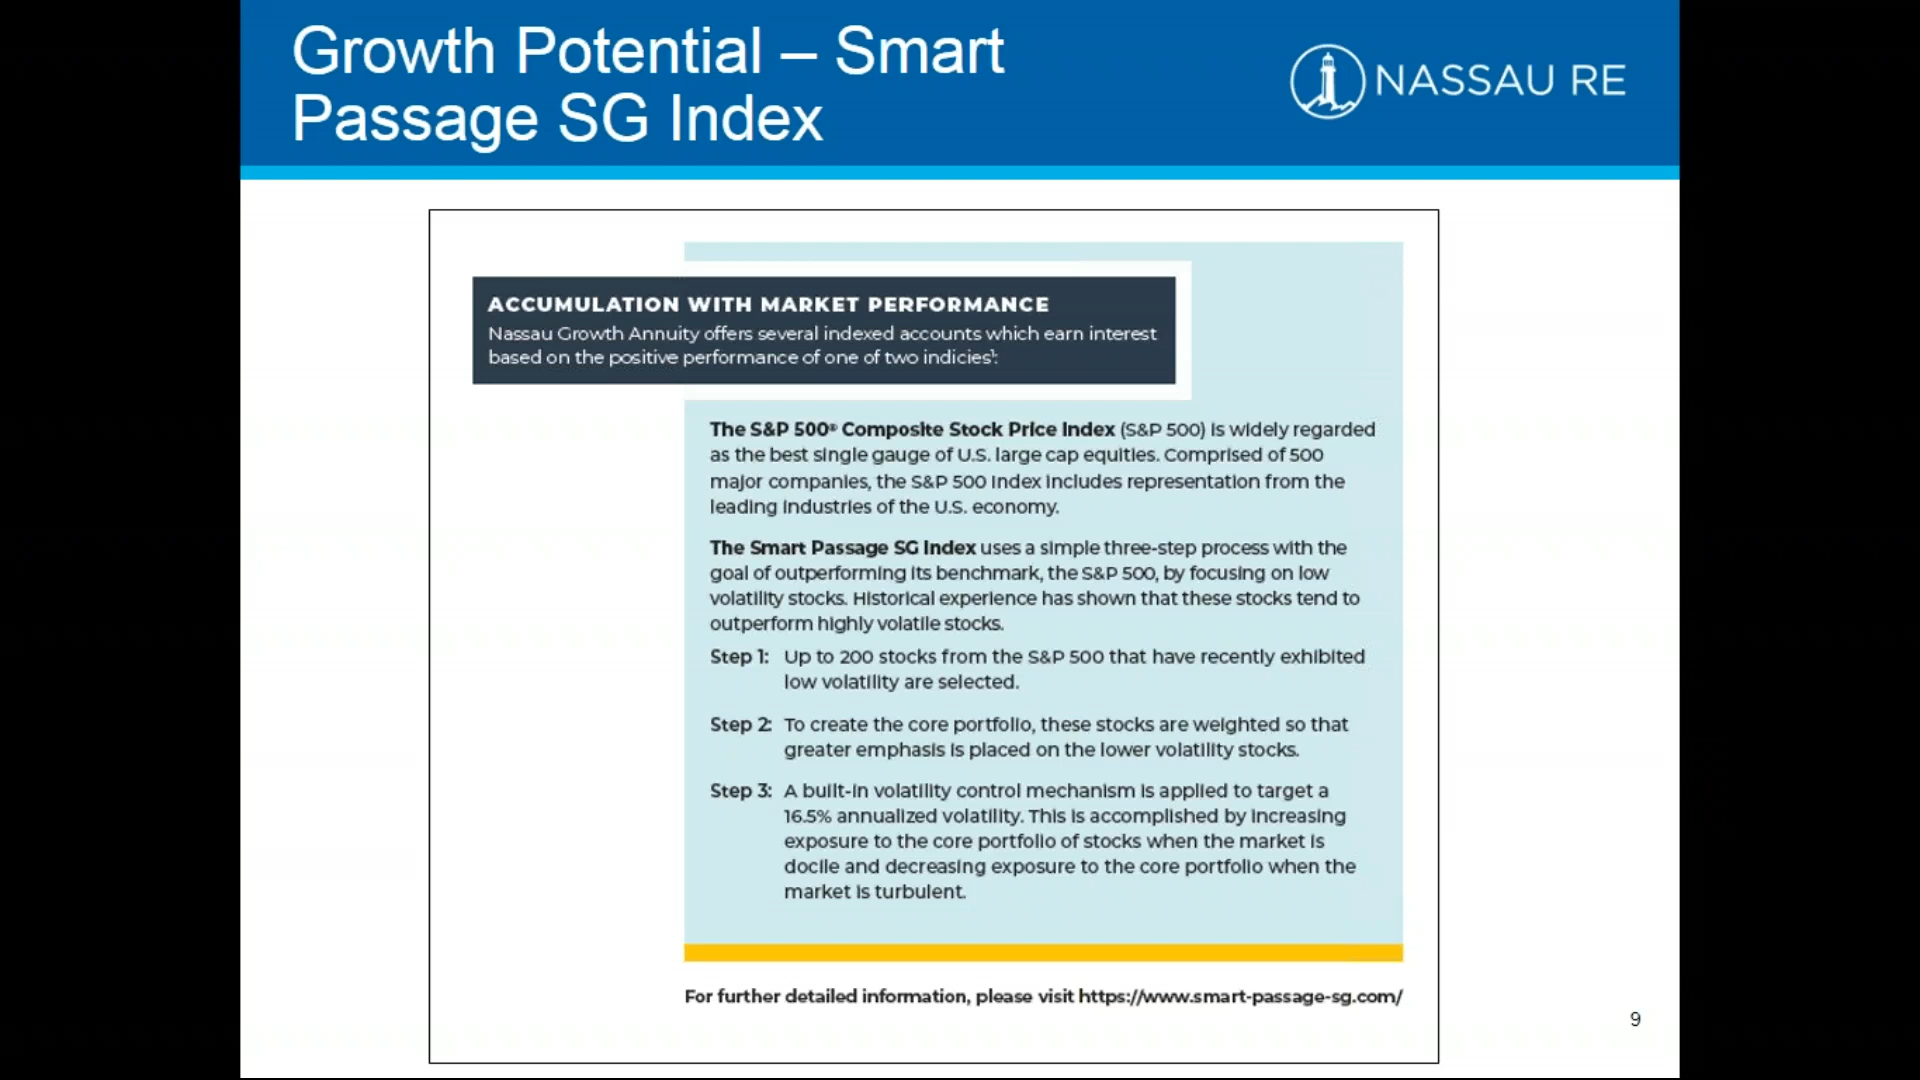 Growth Potential – Smart
Passage SG Index
NASSAU RE
ACCUMULATION WITH MARKET PERFORMANCE
Nassau Growth Annuity offers several indexed accounts which earn interest
based on the positive performance of one of two indicies¹:
The S&P 500® Composite Stock Price Index (S&P 500) is widely regarded
as the best single gauge of U.S. large cap equities. Comprised of 500
major companies, the S&P 500 Index includes representation from the
leading industries of the U.S. economy.
The Smart Passage SG Index uses a simple three-step process with the
goal of outperforming its benchmark, the S&P 500, by focusing on low
volatility stocks. Historical experience has shown that these stocks tend to
outperform highly volatile stocks.
Step 1: Up to 200 stocks from the S&P 500 that have recently exhibited
low volatility are selected.
Step 2: To create the core portfolio, these stocks are weighted so that
greater emphasis is placed on the lower volatility stocks.
Step 3: A built-in volatility control mechanism is applied to target a
16.5% annualized volatility. This is accomplished by increasing
exposure to the core portfolio of stocks when the market is
docile and decreasing exposure to the core portfolio when the
market is turbulent.
For further detailed information, please visit https://www.smart-passage-sg.com/
9